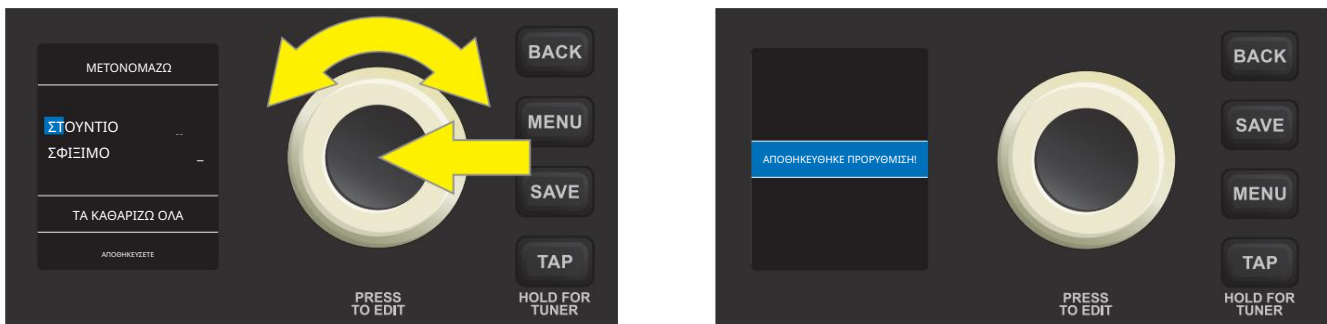 ΜΕΤΟΝΟΜΑΖΩ
ΣΤΟΥΝΤΙΟ __
ΣΦΙΞΙΜΟ _
ΤΑ ΚΑΘΑΡΙΖΩ ΟΛΑ
ΑΠΟΘΗΚΕΥΣΕΤΕ
BACK
MENU
SAVE
TAP
PRESS
TO EDIT
HOLD FOR
TUNER
ΑΠΟΘΗΚΕΥΘΗΚΕ ΠΡΟΡΥΘΜΙΣΗ!
BACK
SAVE
MENU
TAP
PRESS
TO EDIT
HOLD FOR
TUNER